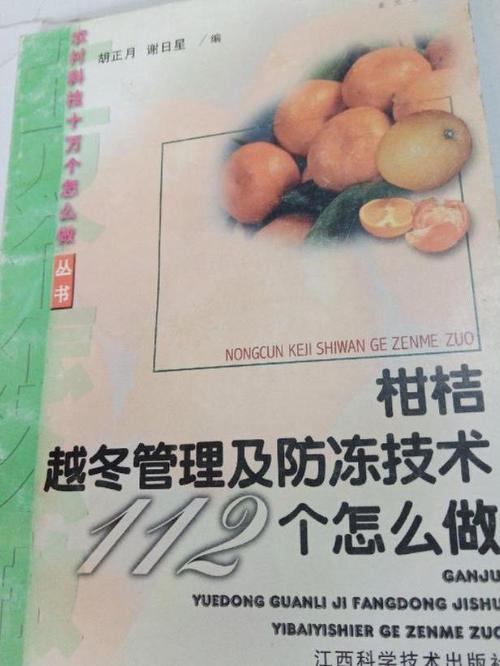 胡正月 谢日星 / 编
农村科技十万个怎么做
丛书
NONGCUN KEJI SHIWAN GE ZENME ZUO
柑桔
越冬管理及防冻技术
112个怎么做
GANJU
YUEDONG GUANLI JI FANGDONG JISHU
YIBAIYISHIER GE ZENME ZUO
江西科学技术出版社